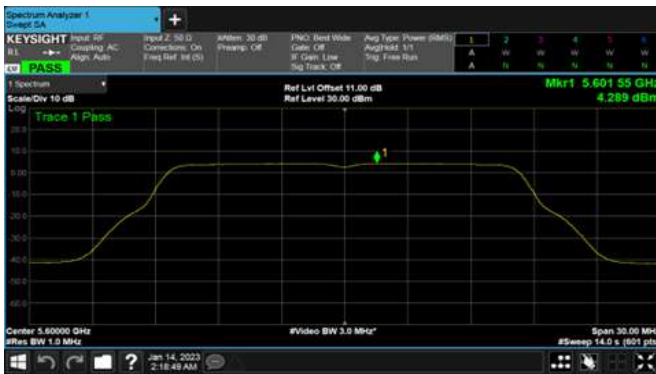 Spectrum Analyzer 1
Swept SA
+
KEYSIGHT
RL
PASS
Input: RF
Coupling: AC
Align: Auto
Input Z: 50 Ω
Corrections: On
Freq Ref: Int (S)
Atten: 30 dB
Preamp: Off
PNO: Best Wide
Gate: Off
IF Gain: Low
Sig Track: Off
Avg Type: Power (RMS)
Avg|Hold: 1/1
Trig: Free Run
1 2 3 4 5 6
A W W W W W
A N N N N N
1 Spectrum
Scale/Div 10 dB
Ref Lvl Offset 11.00 dB
Ref Level 30.00 dBm
Mkr1 5.601 55 GHz
4.289 dBm
Log
Trace 1 Pass
20.0
10.0
0.00
-10.0
-20.0
-30.0
-40.0
-50.0
-60.0
1
Center 5.60000 GHz
#Res BW 1.0 MHz
#Video BW 3.0 MHz*
Span 30.00 MHz
#Sweep 14.0 s (601 pts)
?
Jan 14, 2023
2:18:49 AM